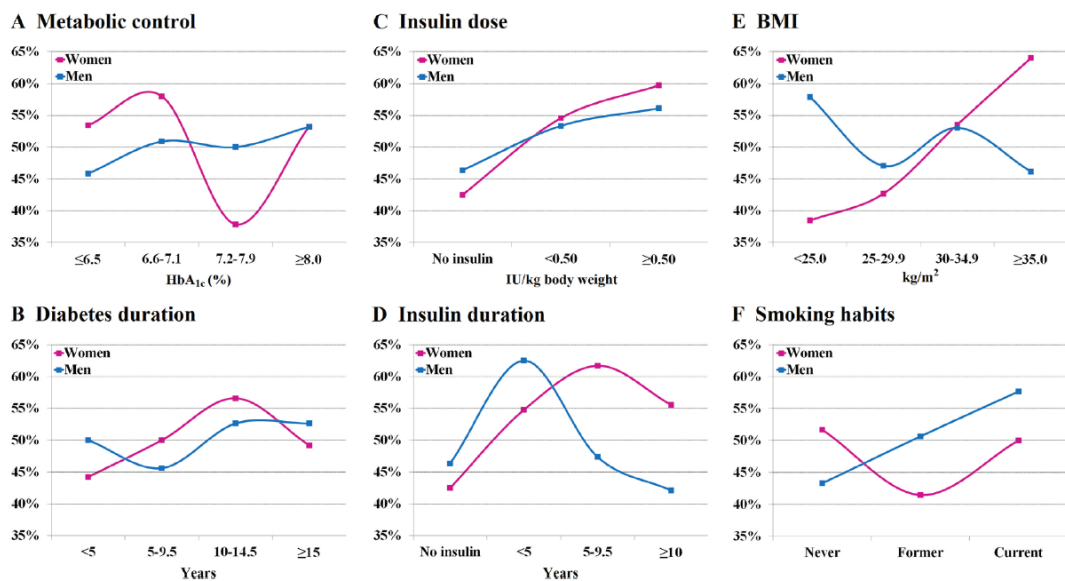 A Metabolic control
65%
60%
55%
50%
45%
40%
35%
Women
Men
≤6.5 6.6-7.1 7.2-7.9 ≥8.0
HbA1c (%)
C Insulin dose
65%
60%
55%
50%
45%
40%
35%
Women
Men
No insulin <0.50 ≥0.50
IU/kg body weight
E BMI
65%
60%
55%
50%
45%
40%
35%
Women
Men
<25.0 25-29.9 30-34.9 ≥35.0
kg/m²
B Diabetes duration
65%
60%
55%
50%
45%
40%
35%
Women
Men
<5 5-9.5 10-14.5 ≥15
Years
D Insulin duration
65%
60%
55%
50%
45%
40%
35%
Women
Men
No insulin <5 5-9.5 ≥10
Years
F Smoking habits
65%
60%
55%
50%
45%
40%
35%
Women
Men
Never Former Current